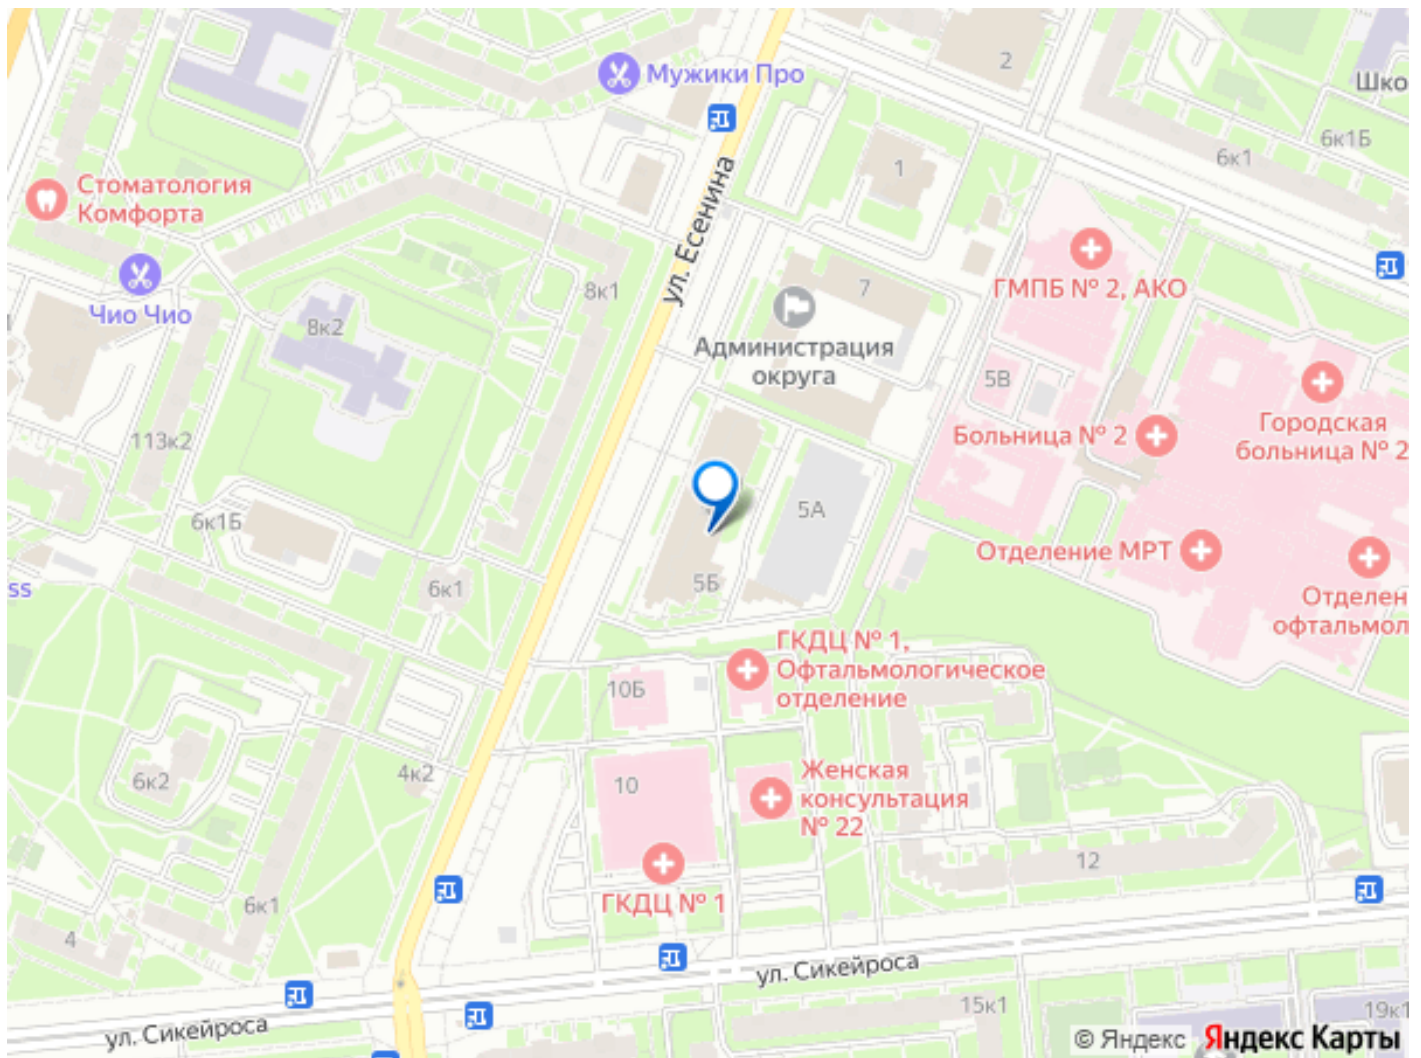 2
Мужики Про
Шко
6к1Б
6к1
1
Стоматология
Комфорта
ул. Есенина
ГМПБ № 2, АКО
7
8к1
Чио Чио
8к2
Администрация
округа
5В
Городская
больница № 2
Больница № 2
113к2
5А
6к1Б
Отделение МРТ
5Б
6к1
ss
Отделен
офтальмол
ГКДЦ № 1,
Офтальмологическое
отделение
10Б
6к2
4к2
10
Женская
консультация
№ 22
12
ГКДЦ № 1
6к1
4
ул. Сикейроса
15к1
19к1
ул. Сикейроса
© Яндекс Яндекс Карты